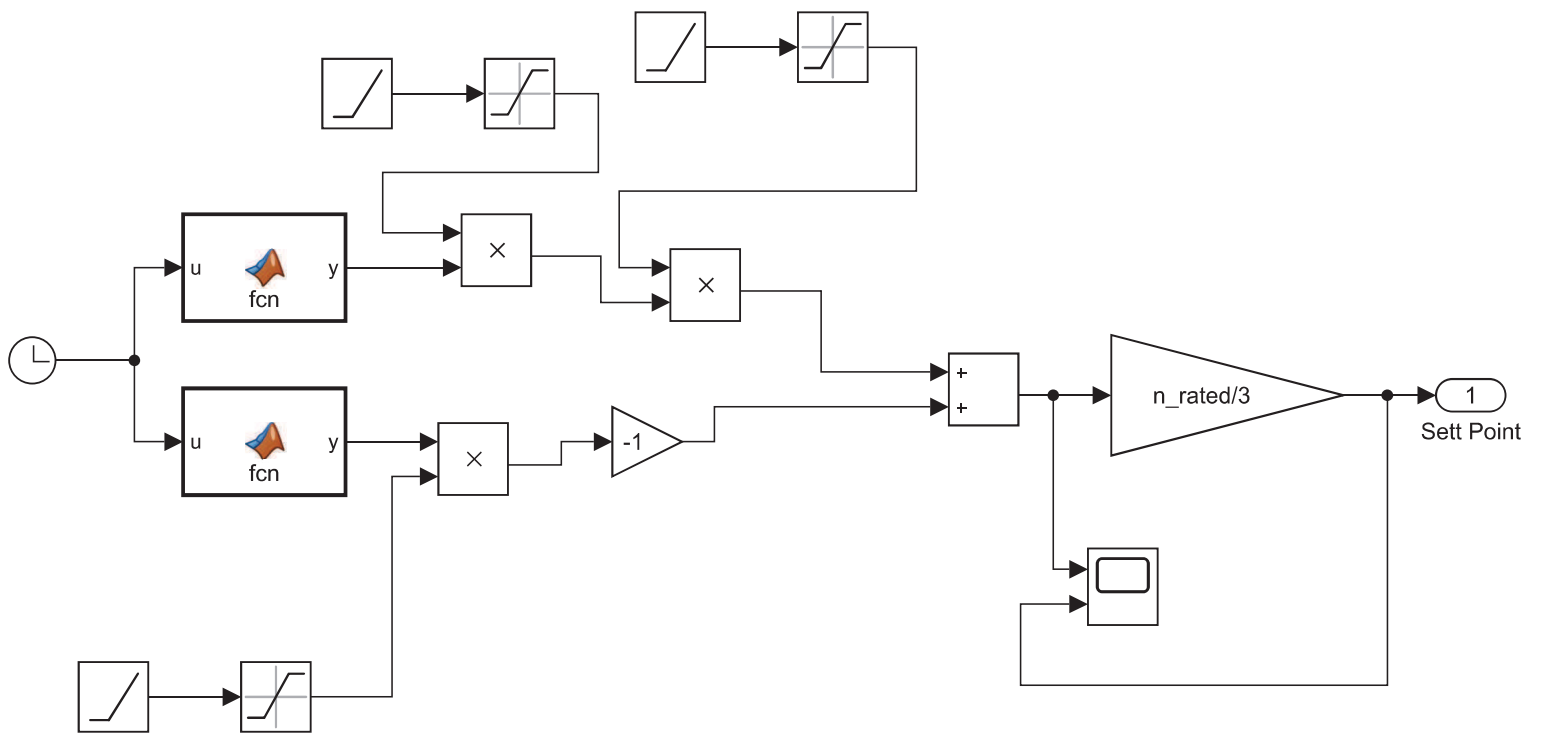 u
y
fcn
×
×
u
y
fcn
×
-1
+
+
n_rated/3
1
Sett Point